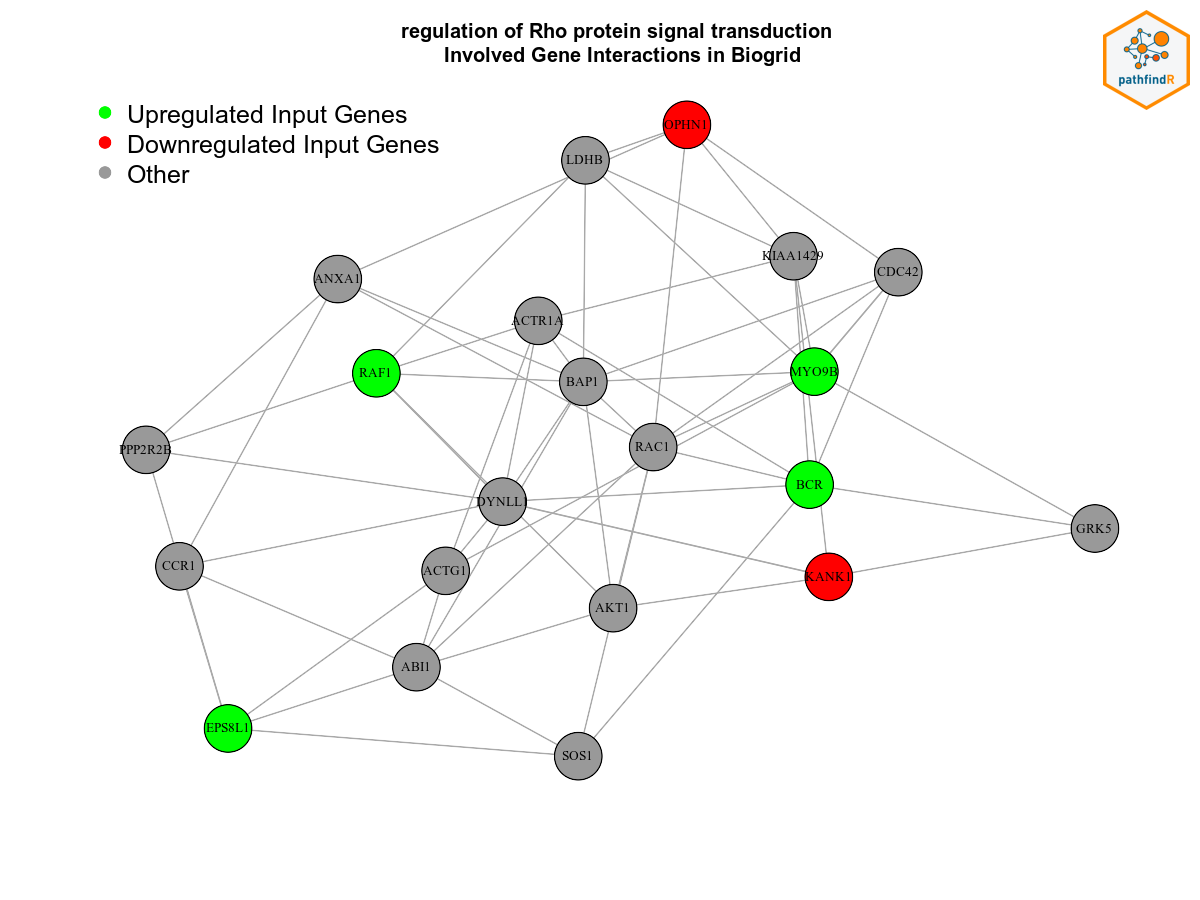 regulation of Rho protein signal transduction
Involved Gene Interactions in Biogrid
pathfindR
Upregulated Input Genes
Downregulated Input Genes
Other
OPHN1
LDHB
KIAA1429
CDC42
ANXA1
ACTR1A
RAF1
BAP1
MYO9B
PPP2R2B
RAC1
DYNLL1
BCR
GRK5
CCR1
ACTG1
KANK1
AKT1
ABI1
EPS8L1
SOS1